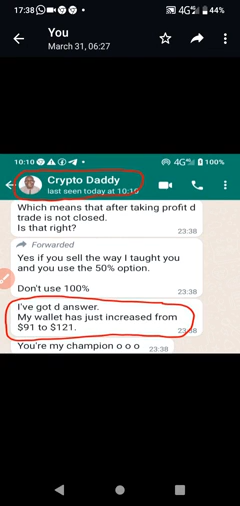 17:38
4G
44%
You
March 31, 06:27
10:10
4G
100%
Crypto Daddy
last seen today at 10:10
Which means that after taking profit d
trade is not closed.
Is that right?
23:38
Forwarded
Yes if you sell the way I taught you
and you use the 50% option.
Don't use 100%
23:38
I've got d answer.
My wallet has just increased from
$91 to $121.
23:38
You're my champion o o o
23:38